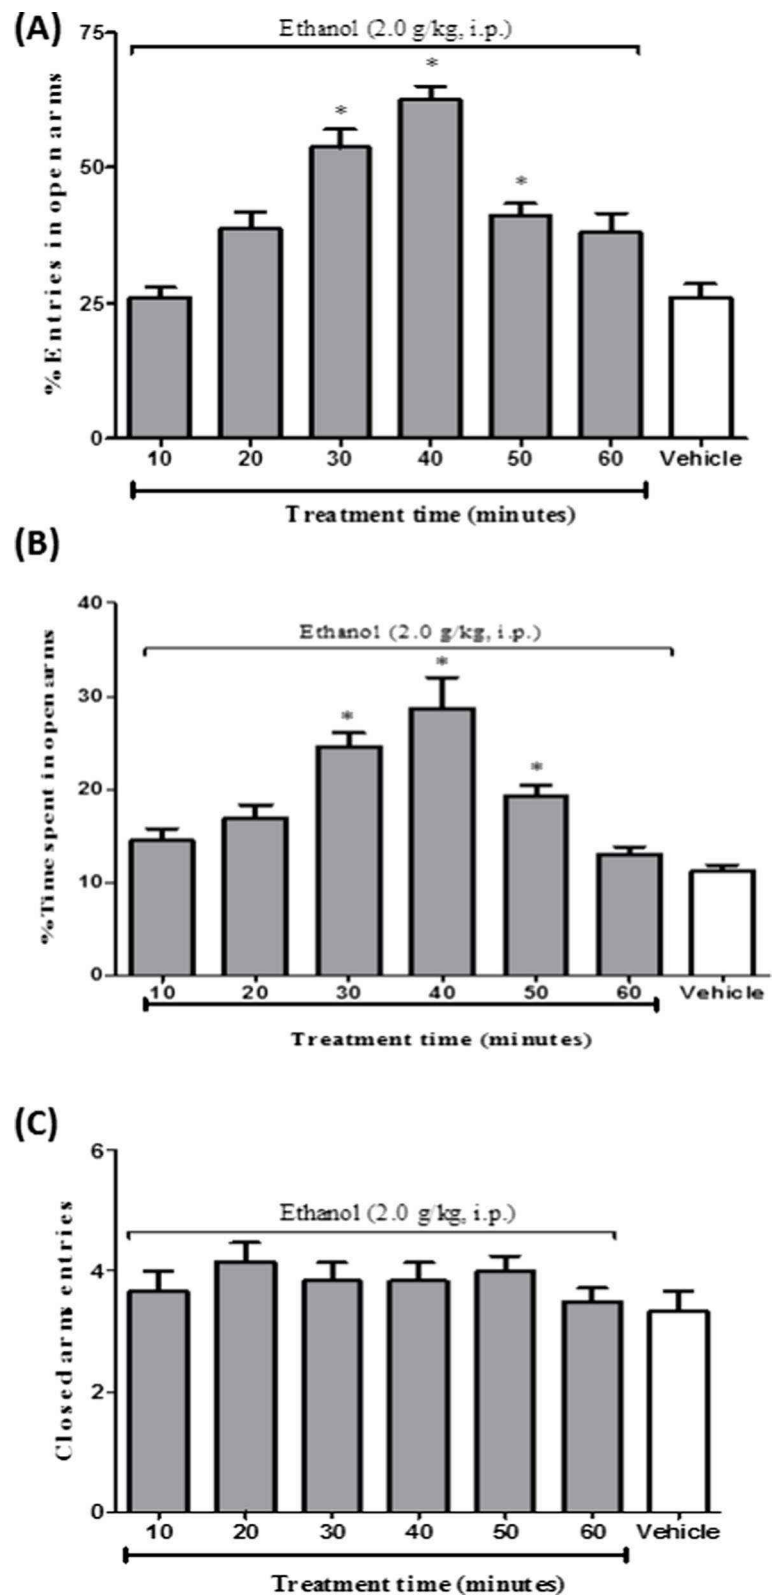 (A)
Ethanol (2.0 g/kg, i.p.)
75
*
*
50
*
25
0
% Entries in open arms
10 20 30 40 50 60 Vehicle
Treatment time (minutes)
(B)
40
Ethanol (2.0 g/kg, i.p.)
*
30
*
*
20
10
0
%Time spent in open arms
10 20 30 40 50 60 Vehicle
Treatment time (minutes)
(C)
6
Ethanol (2.0 g/kg, i.p.)
4
2
0
Closed arms entries
10 20 30 40 50 60 Vehicle
Treatment time (minutes)